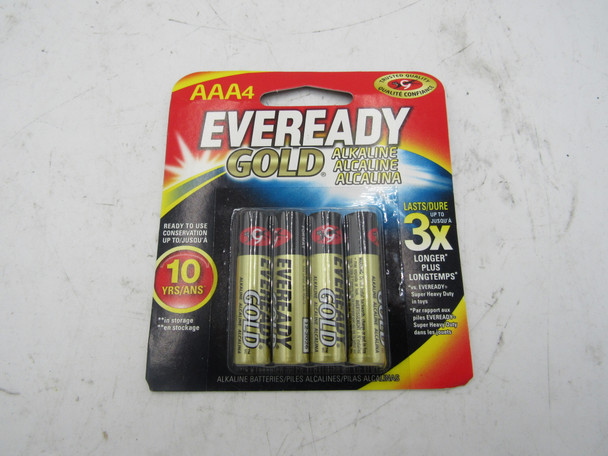 AAA4
TRUSTED QUALITY
QUALITÉ CONFIANCE
EVEREADY
GOLD®
ALKALINE
ALCALINE
ALCALINA
READY TO USE
CONSERVATION
UP TO/JUSQU'À
10
YRS/ANS**
**in storage
**en stockage
LASTS/DURE
UP TO
JUSQU'À
3x
LONGER*
PLUS
LONGTEMPS*
*vs. EVEREADY®
Super Heavy Duty
in toys
*Par rapport aux
piles EVEREADY®
Super Heavy Duty
dans les jouets
EVEREADY
GOLD
EVEREADY
EVEREADY
GOLD
ALKALINE BATTERIES/PILES ALCALINES/PILAS ALCALINAS